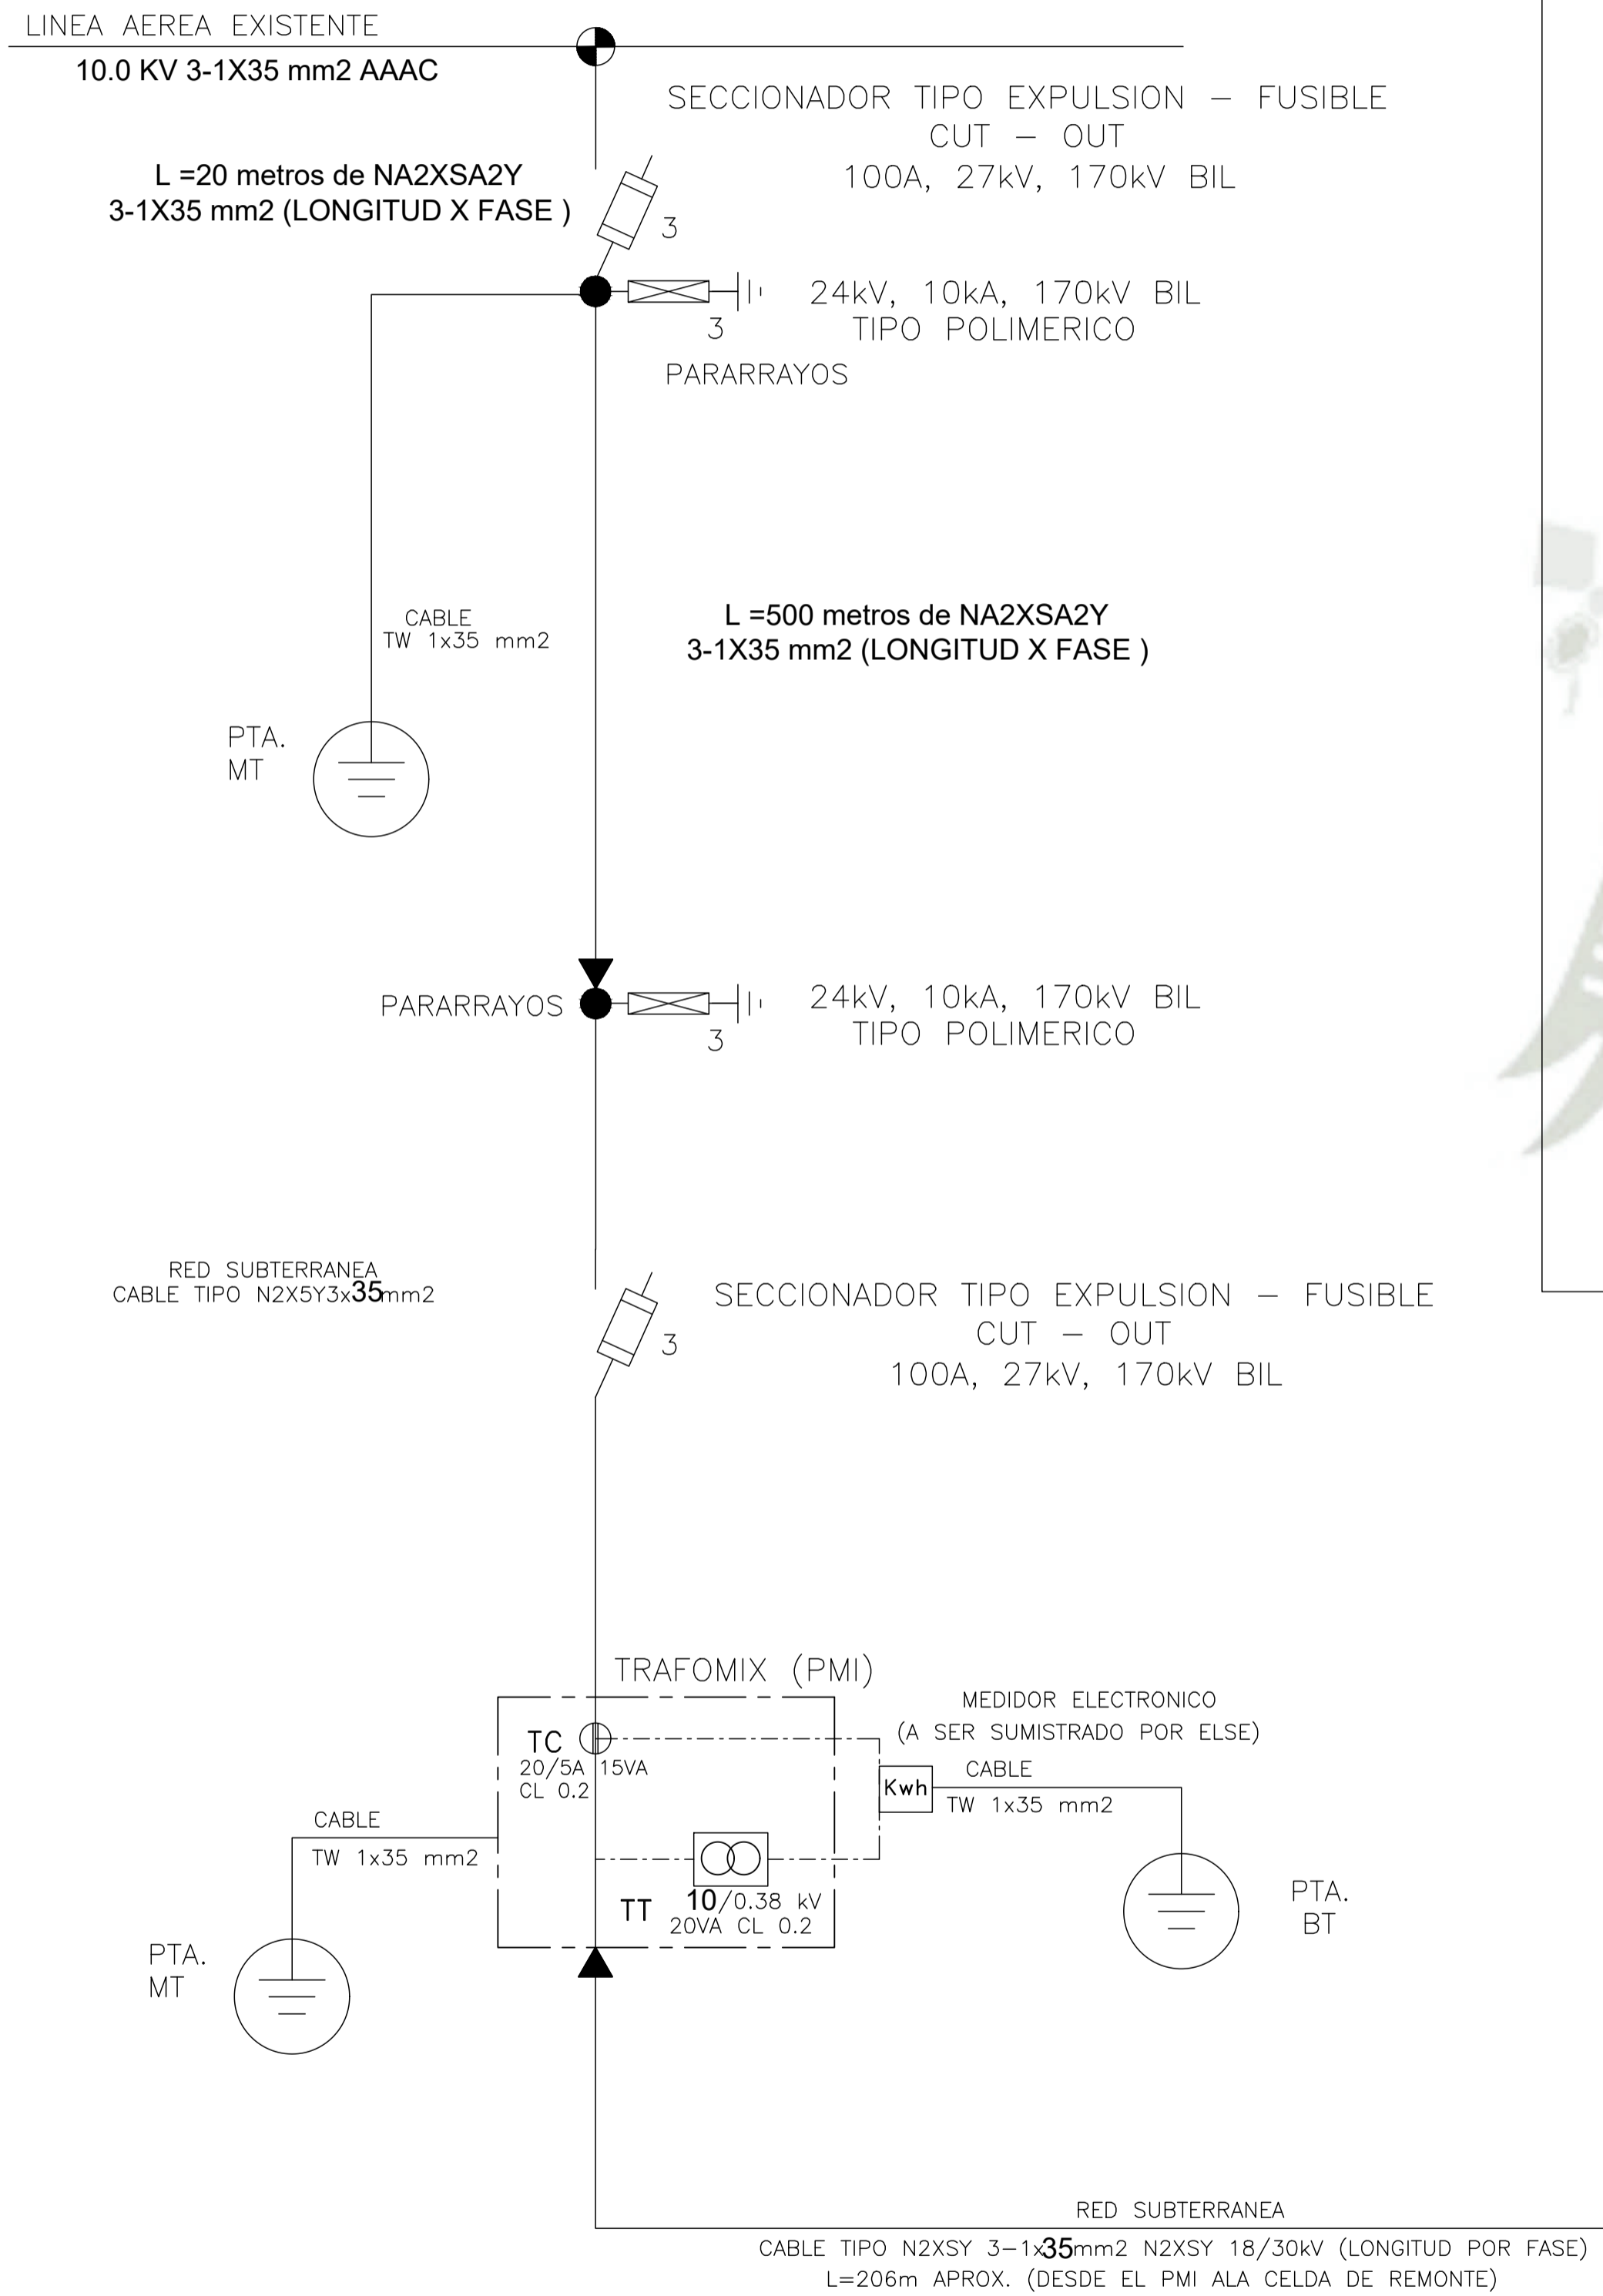 LINEA AEREA EXISTENTE
10.0 KV 3-1X35 mm2 AAAC
SECCIONADOR TIPO EXPULSION – FUSIBLE
CUT – OUT
100A, 27kV, 170kV BIL
L =20 metros de NA2XSA2Y
3-1X35 mm2 (LONGITUD X FASE )
3
24kV, 10kA, 170kV BIL
TIPO POLIMERICO
3
PARARRAYOS
CABLE
TW 1x35 mm2
L =500 metros de NA2XSA2Y
3-1X35 mm2 (LONGITUD X FASE )
PTA.
MT
PARARRAYOS
24kV, 10kA, 170kV BIL
TIPO POLIMERICO
3
RED SUBTERRANEA
CABLE TIPO N2X5Y3x35mm2
SECCIONADOR TIPO EXPULSION – FUSIBLE
CUT – OUT
100A, 27kV, 170kV BIL
3
TRAFOMIX (PMI)
MEDIDOR ELECTRONICO
(A SER SUMISTRADO POR ELSE)
TC
20/5A 15VA
CL 0.2
Kwh
CABLE
TW 1x35 mm2
CABLE
TW 1x35 mm2
TT
10/0.38 kV
20VA CL 0.2
PTA.
BT
PTA.
MT
RED SUBTERRANEA
CABLE TIPO N2XSY 3–1x35mm2 N2XSY 18/30kV (LONGITUD POR FASE)
L=206m APROX. (DESDE EL PMI ALA CELDA DE REMONTE)